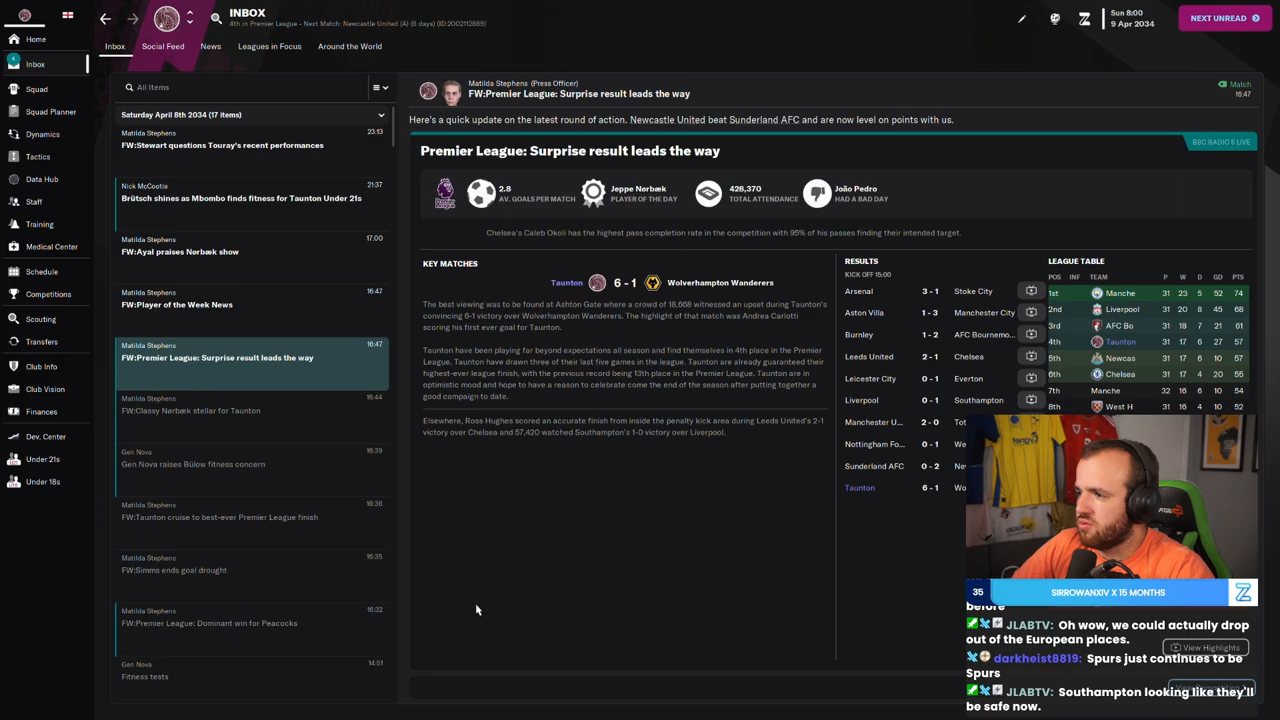 INBOX
4th in Premier League - Next Match: Newcastle United (A) (6 days) (ID:2002112889)
Sun 8:00
9 Apr 2034
NEXT UNREAD
Home
Inbox
Squad
Squad Planner
Dynamics
Tactics
Data Hub
Staff
Training
Medical Center
Schedule
Competitions
Scouting
Transfers
Club Info
Club Vision
Finances
Dev. Center
Under 21s
Under 18s
Inbox
Social Feed
News
Leagues in Focus
Around the World
All Items
Saturday April 8th 2034 (17 items)
Matilda Stephens 23:13
FW:Stewart questions Touray's recent performances
Nick McCootie 21:37
Brütsch shines as Mbombo finds fitness for Taunton Under 21s
Matilda Stephens 17:00
FW:Ayal praises Nørbæk show
Matilda Stephens 16:47
FW:Player of the Week News
Matilda Stephens 16:47
FW:Premier League: Surprise result leads the way
Matilda Stephens 16:44
FW:Classy Nørbæk stellar for Taunton
Gen Nova 16:39
Gen Nova raises Bülow fitness concern
Matilda Stephens 16:36
FW:Taunton cruise to best-ever Premier League finish
Matilda Stephens 16:35
FW:Simms ends goal drought
Matilda Stephens 16:32
FW:Premier League: Dominant win for Peacocks
Gen Nova 14:51
Fitness tests
Matilda Stephens (Press Officer)
FW:Premier League: Surprise result leads the way
Match
16:47
Here's a quick update on the latest round of action. Newcastle United beat Sunderland AFC and are now level on points with us.
BBC RADIO 5 LIVE
Premier League: Surprise result leads the way
2.8
AV. GOALS PER MATCH
Jeppe Norbæk
PLAYER OF THE DAY
428,370
TOTAL ATTENDANCE
João Pedro
HAD A BAD DAY
Chelsea's Caleb Okoli has the highest pass completion rate in the competition with 95% of his passes finding their intended target.
KEY MATCHES
Taunton 6 - 1 Wolverhampton Wanderers
The best viewing was to be found at Ashton Gate where a crowd of 18,668 witnessed an upset during Taunton's
convincing 6-1 victory over Wolverhampton Wanderers. The highlight of that match was Andrea Carlotti
scoring his first ever goal for Taunton.
Taunton have been playing far beyond expectations all season and find themselves in 4th place in the Premier
League. Taunton have drawn three of their last five games in the league. Taunton are already guaranteed their
highest-ever league finish, with the previous record being 13th place in the Premier League. Taunton are in
optimistic mood and hope to have a reason to celebrate come the end of the season after putting together a
good campaign to date.
Elsewhere, Ross Hughes scored an accurate finish from inside the penalty kick area during Leeds United's 2-1
victory over Chelsea and 57,420 watched Southampton's 1-0 victory over Liverpool.
RESULTS
KICK OFF 15:00
Arsenal 3 - 1 Stoke City
Aston Villa 1 - 3 Manchester City
Burney 1 - 2 AFC Bournemo...
Leeds United 2 - 1 Chelsea
Leicester City 0 - 1 Everton
Liverpool 0 - 1 Southampton
Manchester U... 2 - 0 Tot
Nottingham Fo... 0 - 1 We
Sunderland AFC 0 - 2 Ne
Taunton 6 - 1 Wo
LEAGUE TABLE
POS INF TEAM P W D GD PTS
1st Manche 31 23 5 52 74
2nd Liverpool 31 20 8 45 68
3rd AFC Bo 31 18 7 21 61
4th Taunton 31 17 6 27 57
5th Newcas 31 17 6 10 57
6th Chelsea 31 17 4 20 55
7th Manche 32 16 6 10 54
8th West H 31 16 4 10 52
35 SIRROWANXIV X 15 MONTHS
before
JLABTV: Oh wow, we could actually drop
out of the European places.
View Highlights
darkheist8819: Spurs just continues to be
Spurs
JLABTV: Southampton looking like they'll
be safe now.